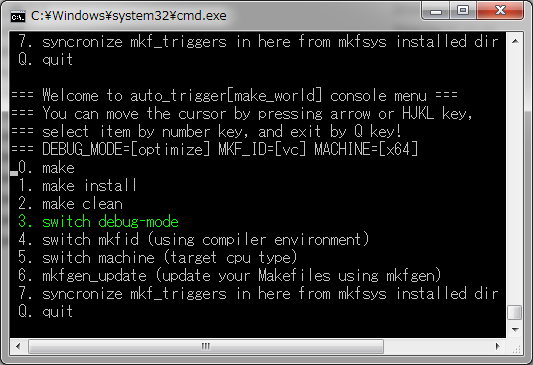 C:¥Windows¥system32¥cmd.exe
7. syncronize mkf_triggers in here from mkfsys installed dir
Q. quit
=== Welcome to auto_trigger[make_world] console menu ===
=== You can move the cursor by pressing arrow or HJKL key,
=== select item by number key, and exit by Q key!
=== DEBUG_MODE=[optimize] MKF_ID=[vc] MACHINE=[x64]
0. make
1. make install
2. make clean
3. switch debug-mode
4. switch mkfid (using compiler environment)
5. switch machine (target cpu type)
6. mkfgen_update (update your Makefiles using mkfgen)
7. syncronize mkf_triggers in here from mkfsys installed dir
Q. quit